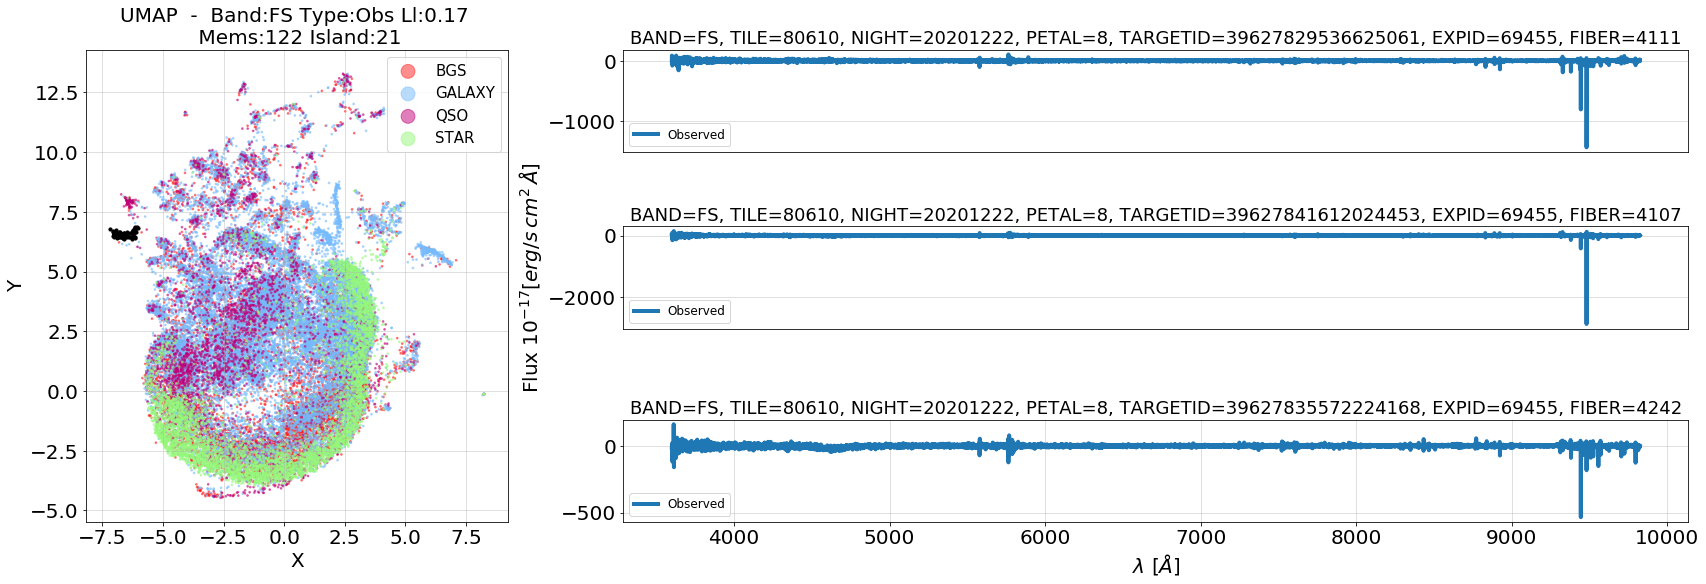 UMAP - Band:FS Type:Obs Ll:0.17
Mems:122 Island:21
BGS
GALAXY
QSO
STAR
12.5
10.0
7.5
5.0
2.5
0.0
−2.5
−5.0
Y
−7.5 −5.0 −2.5 0.0 2.5 5.0 7.5
X
Flux 10^{-17}[erg/s cm^2 Å]
BAND=FS, TILE=80610, NIGHT=20201222, PETAL=8, TARGETID=39627829536625061, EXPID=69455, FIBER=4111
0
−1000
Observed
BAND=FS, TILE=80610, NIGHT=20201222, PETAL=8, TARGETID=39627841612024453, EXPID=69455, FIBER=4107
0
−2000
Observed
BAND=FS, TILE=80610, NIGHT=20201222, PETAL=8, TARGETID=39627835572224168, EXPID=69455, FIBER=4242
0
−500
Observed
4000 5000 6000 7000 8000 9000 10000
λ [Å]